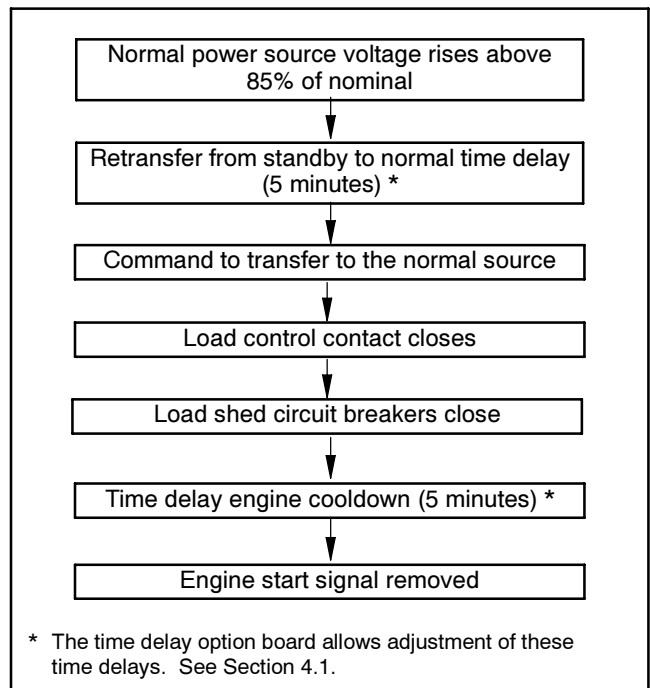 Normal power source voltage rises above
85% of nominal
Retransfer from standby to normal time delay
(5 minutes) *
Command to transfer to the normal source
Load control contact closes
Load shed circuit breakers close
Time delay engine cooldown (5 minutes) *
Engine start signal removed
* The time delay option board allows adjustment of these
time delays. See Section 4.1.